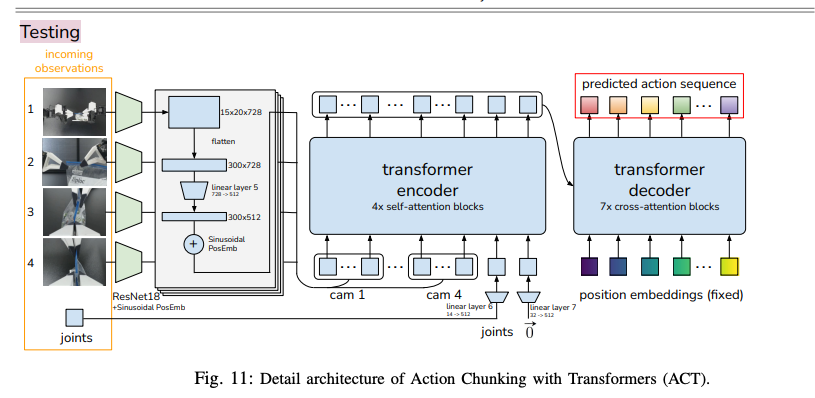 Testing
incoming
observations
1
2
3
4
joints
ResNet18
+Sinusoidal PosEmb
15x20x728
flatten
300x728
linear layer 5
728 -> 512
300x512
+
Sinusoidal
PosEmb
transformer
encoder
4x self-attention blocks
cam 1
cam 4
linear layer 6
14 -> 512
joints
linear layer 7
32 -> 512
0
predicted action sequence
transformer
decoder
7x cross-attention blocks
position embeddings (fixed)
Fig. 11: Detail architecture of Action Chunking with Transformers (ACT).